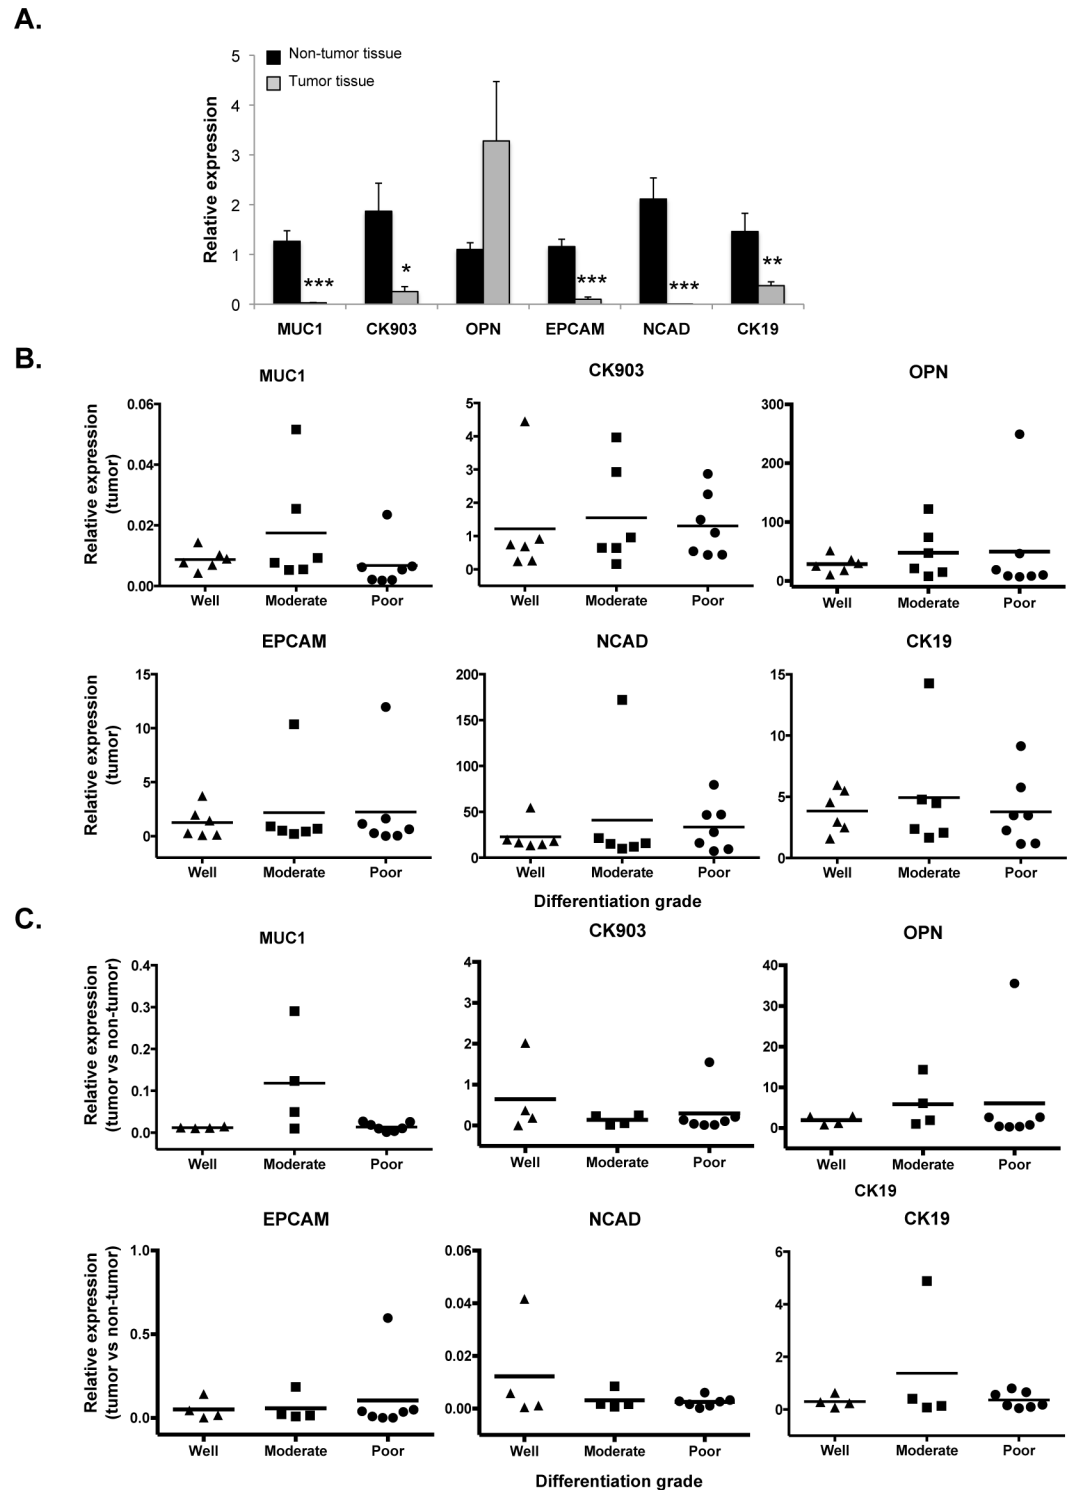 A.
Non-tumor tissue
Tumor tissue
Relative expression
5
4
3
2
1
0
***
*
***
***
**
MUC1 CK903 OPN EPCAM NCAD CK19
B.
MUC1
Relative expression
(tumor)
0.06
0.04
0.02
0.00
Well Moderate Poor
CK903
5
4
3
2
1
0
Well Moderate Poor
OPN
300
200
100
0
Well Moderate Poor
EPCAM
Relative expression
(tumor)
15
10
5
0
Well Moderate Poor
NCAD
200
150
100
50
0
Well Moderate Poor
CK19
15
10
5
0
Well Moderate Poor
Differentiation grade
C.
MUC1
Relative expression
(tumor vs non-tumor)
0.4
0.3
0.2
0.1
0.0
Well Moderate Poor
CK903
4
3
2
1
0
Well Moderate Poor
OPN
40
30
20
10
0
Well Moderate Poor
EPCAM
Relative expression
(tumor vs non-tumor)
1.0
0.5
0.0
Well Moderate Poor
NCAD
0.06
0.04
0.02
0.00
Well Moderate Poor
CK19
CK19
6
4
2
0
Well Moderate Poor
Differentiation grade